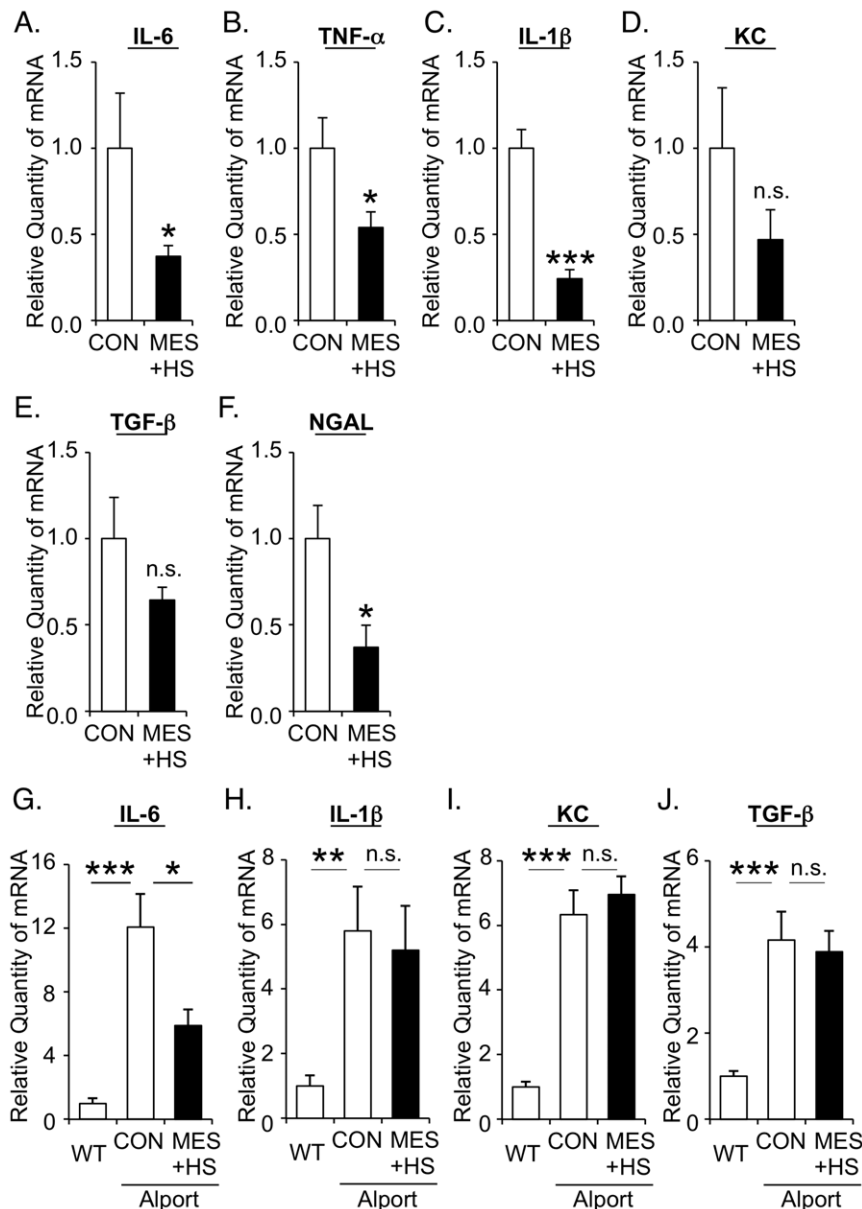 A.
IL-6
Relative Quantity of mRNA
1.5
1.0
0.5
0.0
*
CON
MES
+HS
B.
TNF-α
Relative Quantity of mRNA
1.5
1.0
0.5
0.0
*
CON
MES
+HS
C.
IL-1β
Relative Quantity of mRNA
1.5
1.0
0.5
0.0
***
CON
MES
+HS
D.
KC
Relative Quantity of mRNA
1.5
1.0
0.5
0.0
n.s.
CON
MES
+HS
E.
TGF-β
Relative Quantity of mRNA
1.5
1.0
0.5
0.0
n.s.
CON
MES
+HS
F.
NGAL
Relative Quantity of mRNA
1.5
1.0
0.5
0.0
*
CON
MES
+HS
G.
IL-6
Relative Quantity of mRNA
16
12
8
4
0
*** *
WT CON MES
+HS
Alport
H.
IL-1β
Relative Quantity of mRNA
8
6
4
2
0
** n.s.
WT CON MES
+HS
Alport
I.
KC
Relative Quantity of mRNA
8
6
4
2
0
*** n.s.
WT CON MES
+HS
Alport
J.
TGF-β
Relative Quantity of mRNA
6
4
2
0
*** n.s.
WT CON MES
+HS
Alport